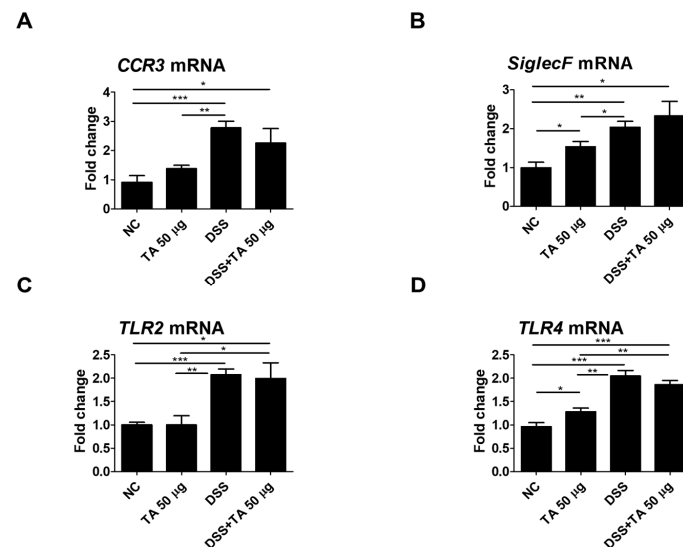 A
CCR3 mRNA
*
***
**
Fold change
4
3
2
1
0
NC
TA 50 μg
DSS
DSS+TA 50 μg
B
SiglecF mRNA
*
**
*
*
Fold change
3
2
1
0
NC
TA 50 μg
DSS
DSS+TA 50 μg
C
TLR2 mRNA
*
*
***
**
Fold change
2.5
2.0
1.5
1.0
0.5
0.0
NC
TA 50 μg
DSS
DSS+TA 50 μg
D
TLR4 mRNA
***
**
***
**
*
Fold change
2.5
2.0
1.5
1.0
0.5
0.0
NC
TA 50 μg
DSS
DSS+TA 50 μg